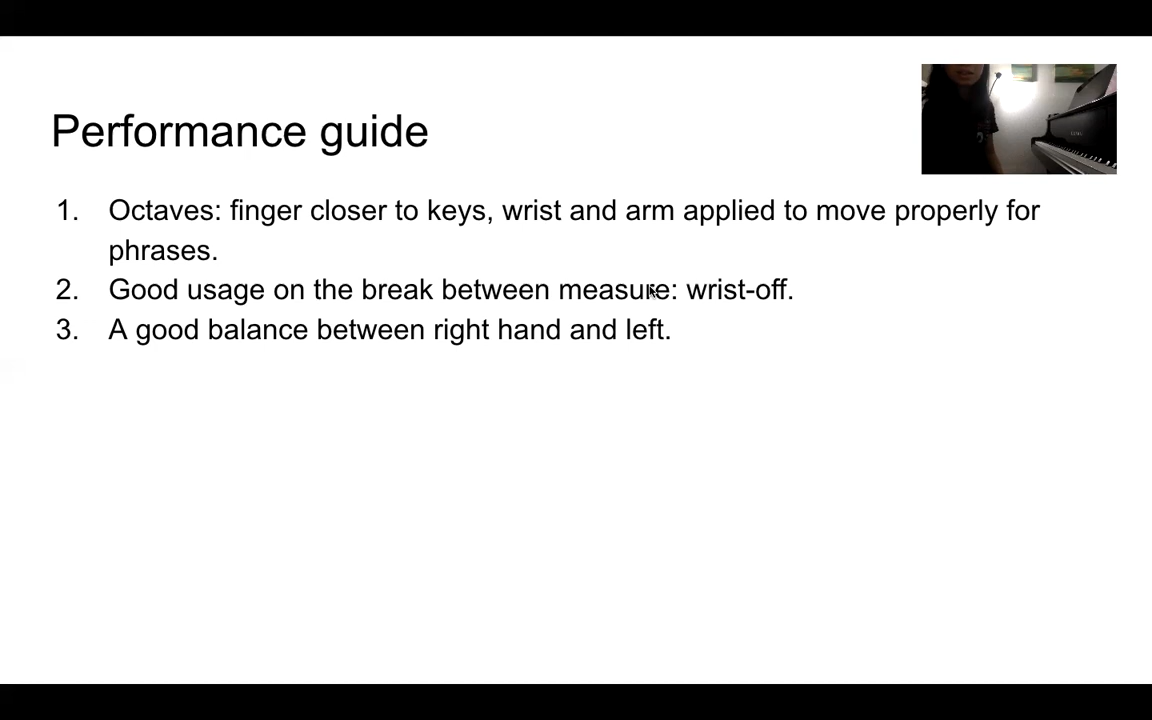 Performance guide
1. Octaves: finger closer to keys, wrist and arm applied to move properly for
phrases.
2. Good usage on the break between measure: wrist-off.
3. A good balance between right hand and left.